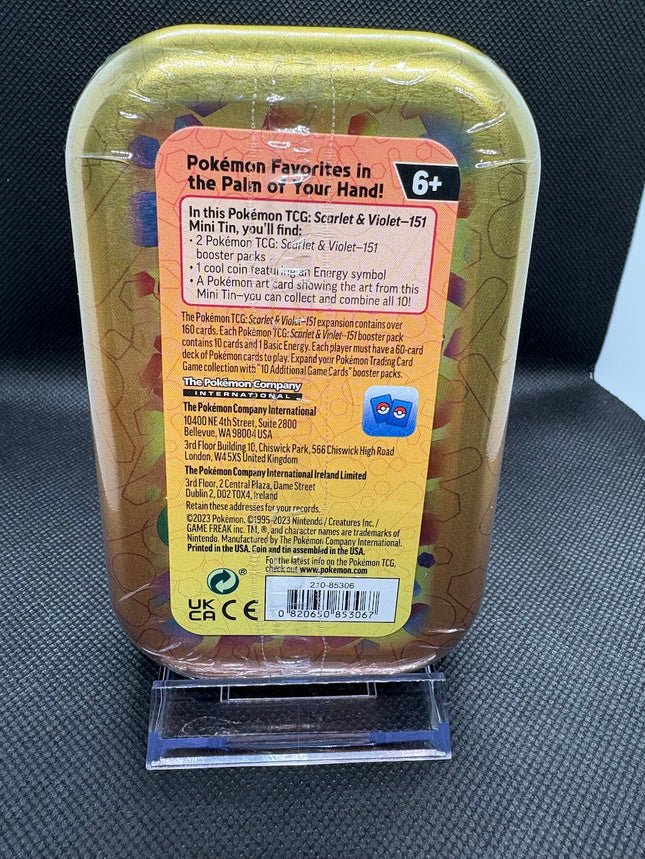 Pokémon Favorites in
the Palm of Your Hand!
6+
In this Pokémon TCG: Scarlet & Violet—151
Mini Tin, you'll find:
• 2 Pokémon TCG: Scarlet & Violet—151
booster packs
• 1 cool coin featuring an Energy symbol
• A Pokémon art card showing the art from this
Mini Tin—you can collect and combine all 10!
The Pokémon TCG: Scarlet & Violet—151 expansion contains over
160 cards. Each Pokémon TCG: Scarlet & Violet—151 booster pack
contains 10 cards and 1 Basic Energy. Each player must have a 60-card
deck of Pokémon cards to play. Expand your Pokémon Trading Card
Game collection with "10 Additional Game Cards" booster packs.
The Pokémon Company
INTERNATIONAL
The Pokémon Company International
10400 NE 4th Street, Suite 2800
Bellevue, WA 98004 USA
3rd Floor Building 10, Chiswick Park, 566 Chiswick High Road
London, W4 5XS United Kingdom
The Pokémon Company International Ireland Limited
3rd Floor, 2 Central Plaza, Dame Street
Dublin 2, D02 T0X4, Ireland
Retain these addresses for your records.
©2023 Pokémon. ©1995–2023 Nintendo / Creatures Inc. /
GAME FREAK inc. TM, ®, and character names are trademarks of
Nintendo. Manufactured by The Pokémon Company International.
Printed in the USA. Coin and tin assembled in the USA.
For the latest info on the Pokémon TCG,
check out www.pokemon.com
®
UK
CA CE
210-85306
0 820650 853067